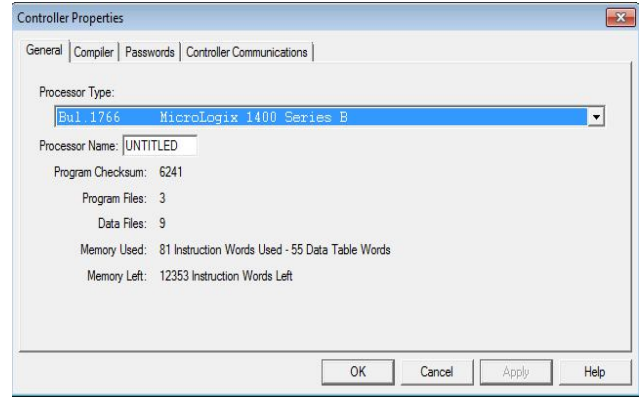 Controller Properties
General Compiler Passwords Controller Communications
Processor Type:
Bul.1766 MicroLogix 1400 Series B
Processor Name: UNTITLED
Program Checksum: 6241
Program Files: 3
Data Files: 9
Memory Used: 81 Instruction Words Used - 55 Data Table Words
Memory Left: 12353 Instruction Words Left
OK Cancel Apply Help